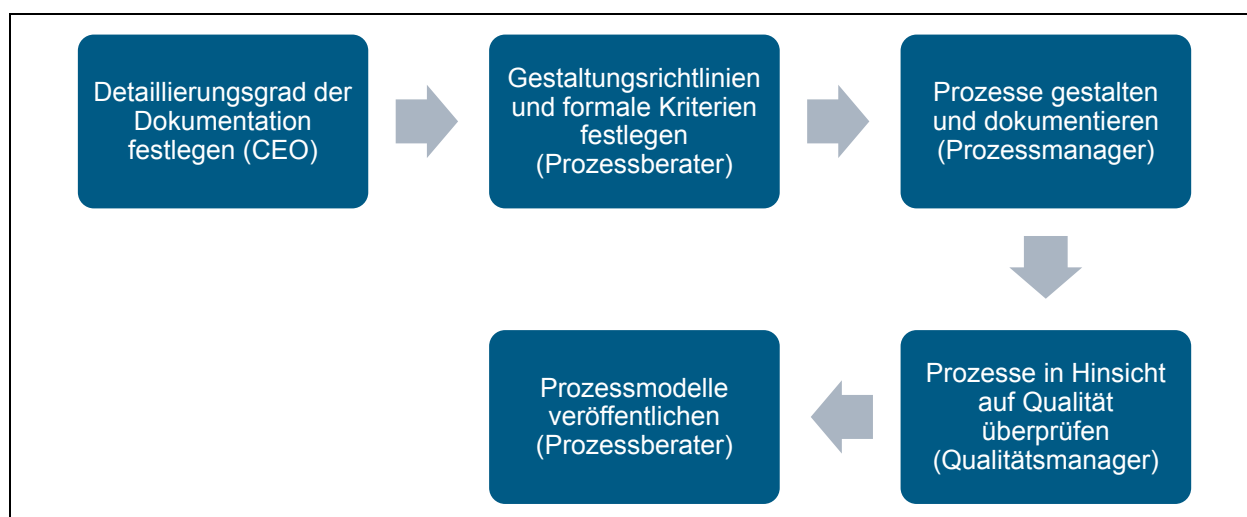 Detaillierungsgrad der
Dokumentation
festlegen (CEO)
Gestaltungsrichtlinien
und formale Kriterien
festlegen
(Prozessberater)
Prozesse gestalten
und dokumentieren
(Prozessmanager)
Prozesse in Hinsicht
auf Qualität
überprüfen
(Qualitätsmanager)
Prozessmodelle
veröffentlichen
(Prozessberater)